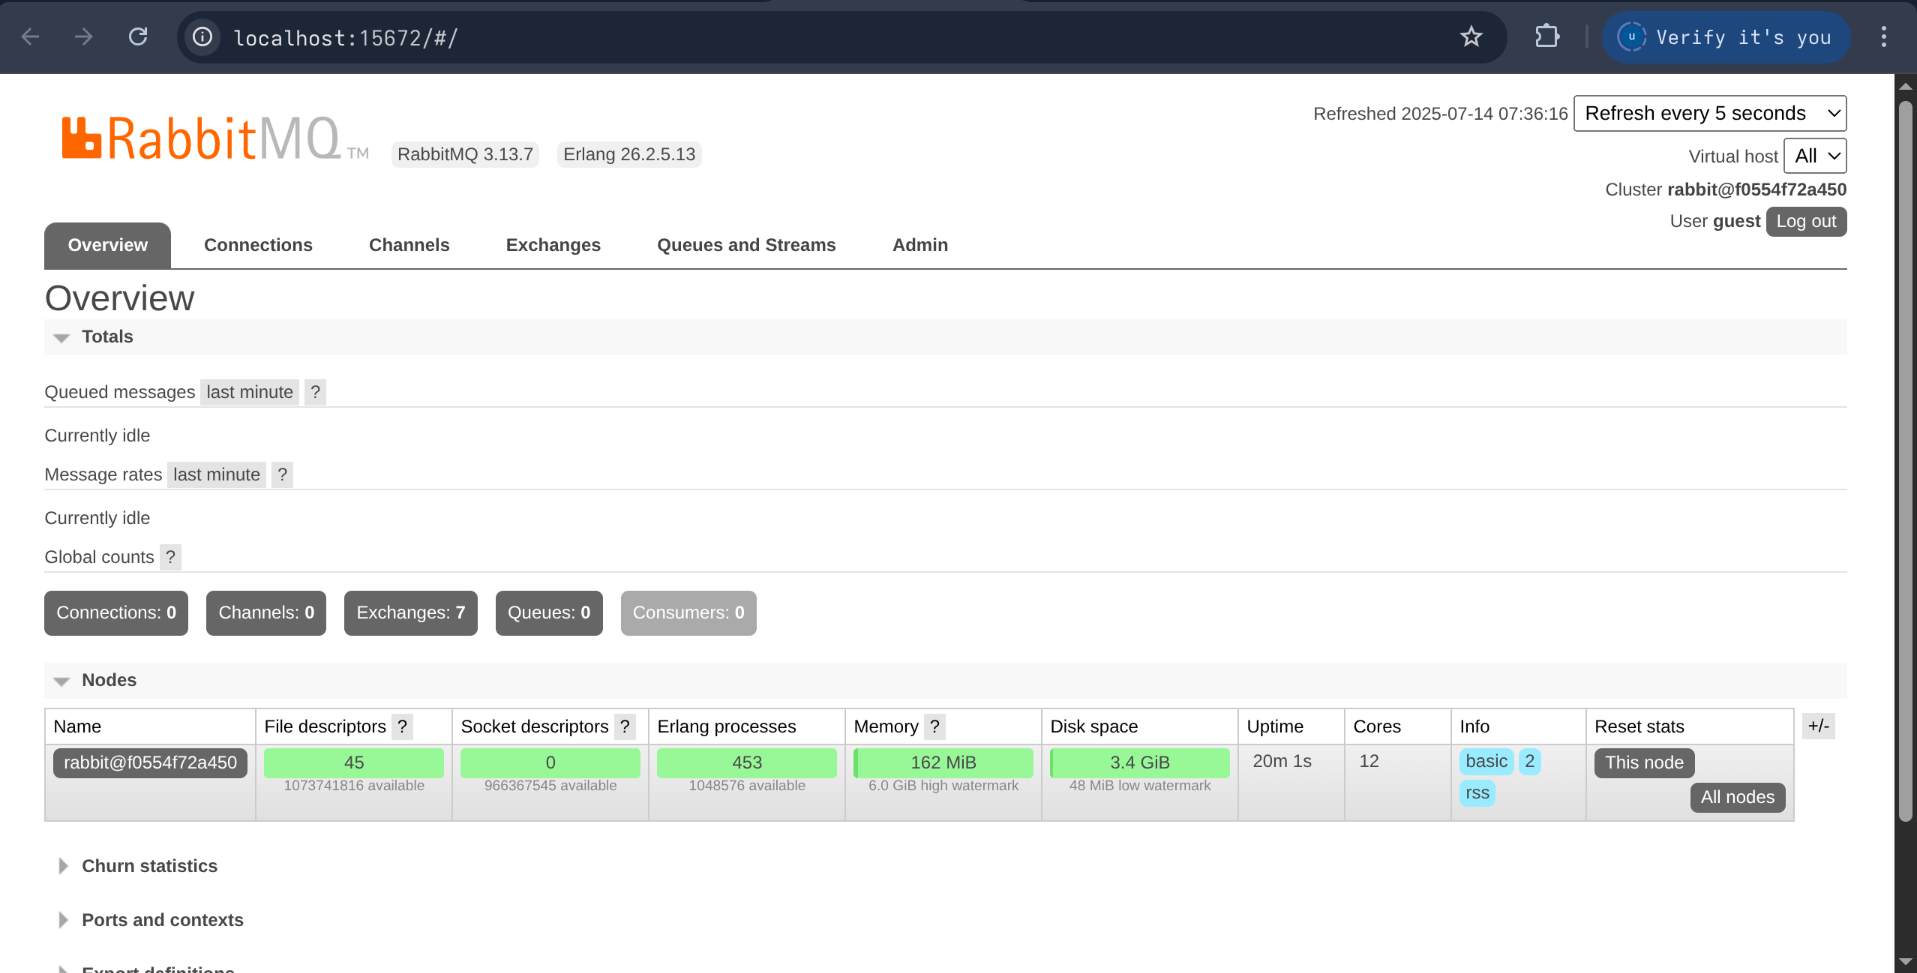 localhost:15672/#/
u Verify it's you
RabbitMQ TM
RabbitMQ 3.13.7 Erlang 26.2.5.13
Refreshed 2025-07-14 07:36:16 Refresh every 5 seconds
Virtual host All
Cluster rabbit@f0554f72a450
User guest Log out
Overview Connections Channels Exchanges Queues and Streams Admin
Overview
Totals
Queued messages last minute ?
Currently idle
Message rates last minute ?
Currently idle
Global counts ?
Connections: 0 Channels: 0 Exchanges: 7 Queues: 0 Consumers: 0
Nodes
Name File descriptors ? Socket descriptors ? Erlang processes Memory ? Disk space Uptime Cores Info Reset stats +/-
rabbit@f0554f72a450 45 0 453 162 MiB 3.4 GiB 20m 1s 12 basic 2 This node
1073741816 available 966367545 available 1048576 available 6.0 GiB high watermark 48 MiB low watermark rss All nodes
Churn statistics
Ports and contexts
Export definitions